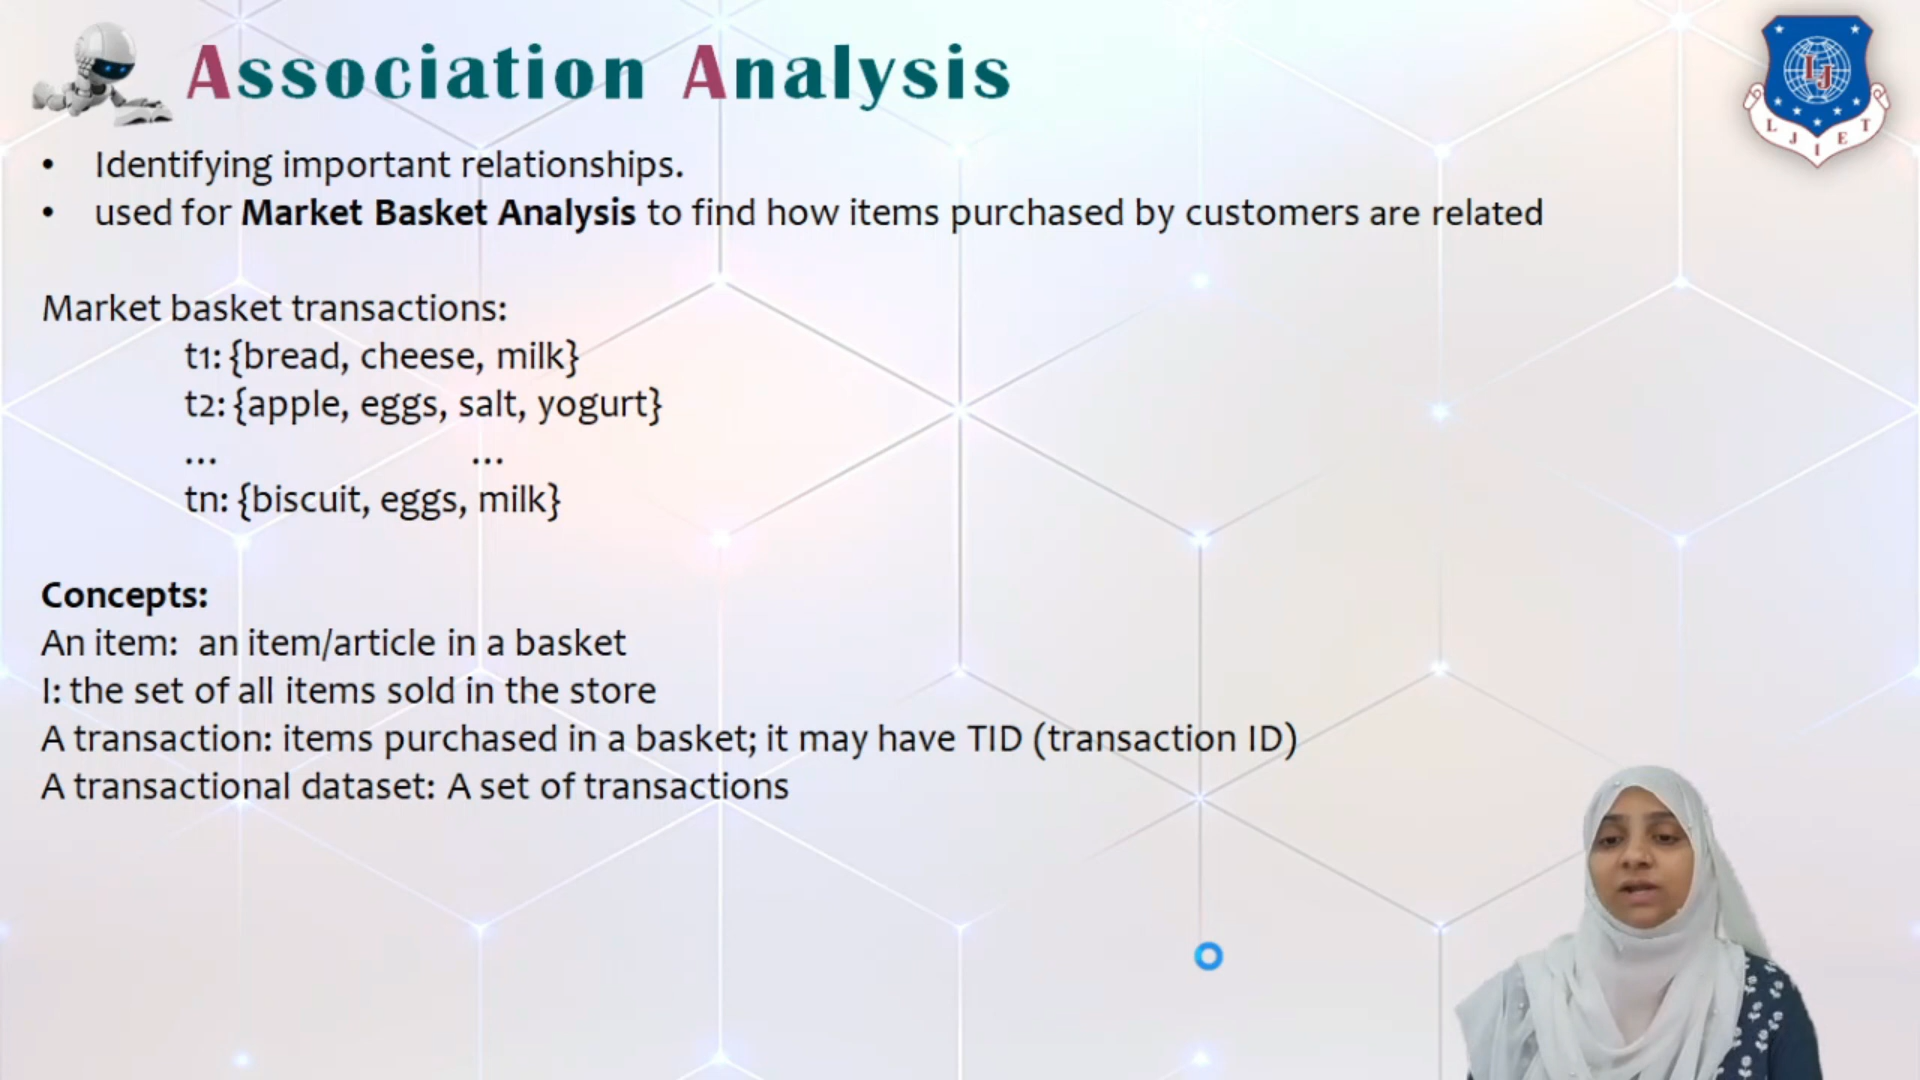 Association Analysis
• Identifying important relationships.
• used for Market Basket Analysis to find how items purchased by customers are related
Market basket transactions:
t1: {bread, cheese, milk}
t2: {apple, eggs, salt, yogurt}
... ...
tn: {biscuit, eggs, milk}
Concepts:
An item: an item/article in a basket
I: the set of all items sold in the store
A transaction: items purchased in a basket; it may have TID (transaction ID)
A transactional dataset: A set of transactions
LJ
L J I E T